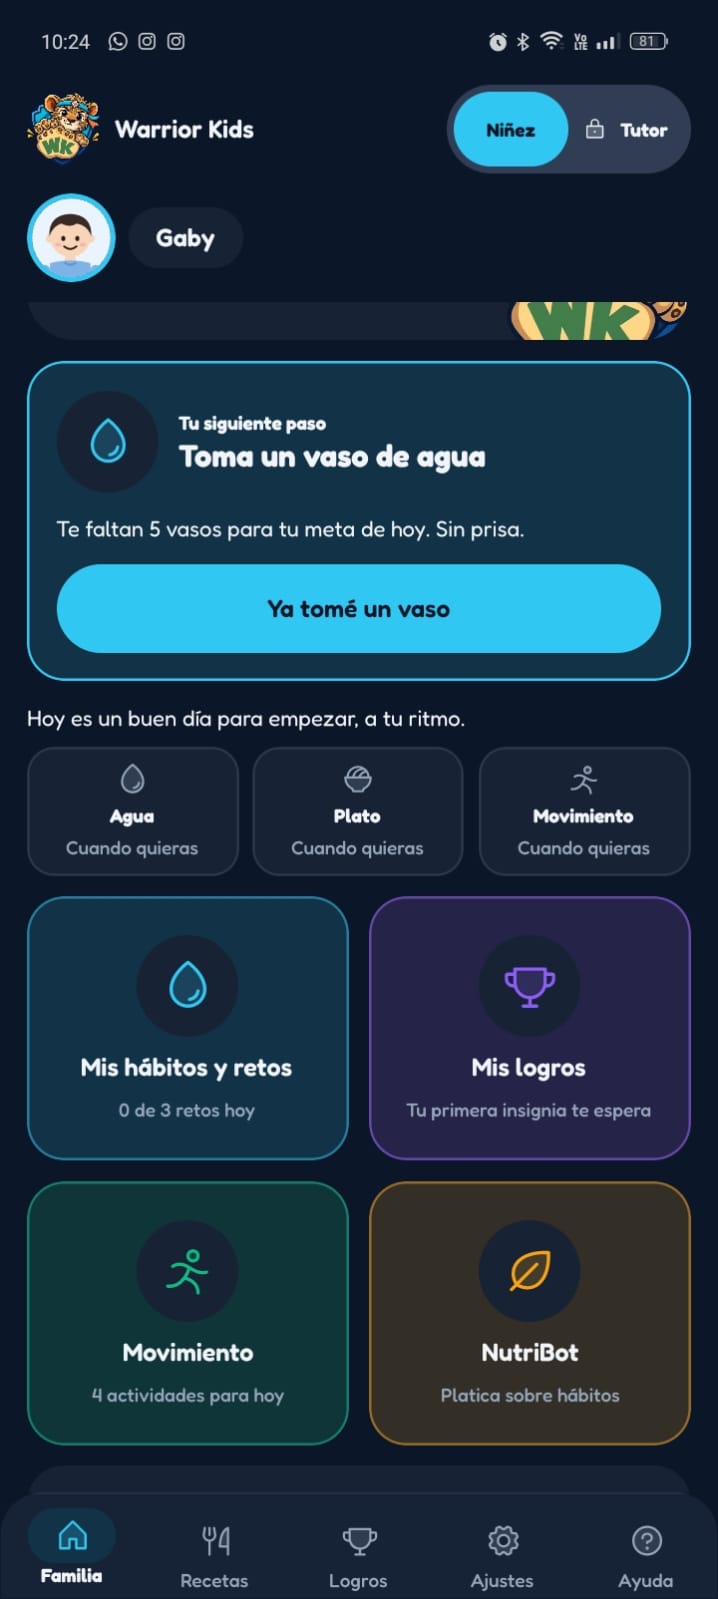 10:24
Vo
LTE
81
WK
Warrior Kids
Niñez
Tutor
Gaby
WK
Tu siguiente paso
Toma un vaso de agua
Te faltan 5 vasos para tu meta de hoy. Sin prisa.
Ya tomé un vaso
Hoy es un buen día para empezar, a tu ritmo.
Agua
Cuando quieras
Plato
Cuando quieras
Movimiento
Cuando quieras
Mis hábitos y retos
0 de 3 retos hoy
Mis logros
Tu primera insignia te espera
Movimiento
4 actividades para hoy
NutriBot
Platica sobre hábitos
Familia
Recetas
Logros
Ajustes
Ayuda